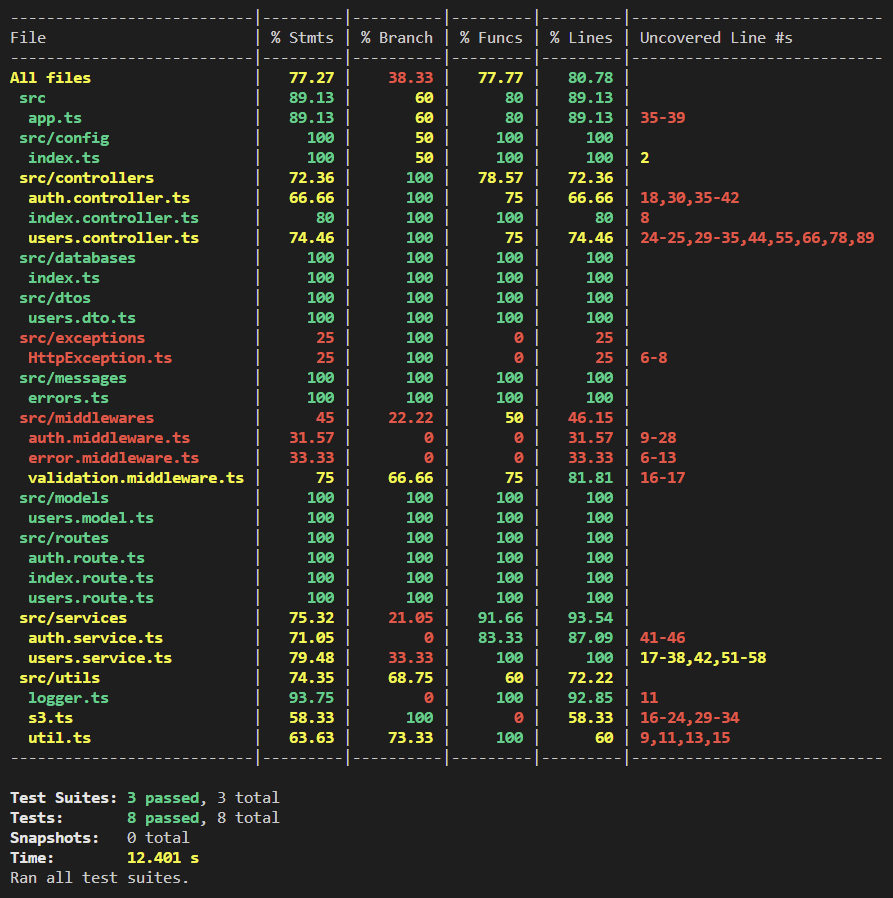 --------------------------|---------|----------|---------|---------|----------------------------
File                      | % Stmts | % Branch | % Funcs | % Lines | Uncovered Line #s
--------------------------|---------|----------|---------|---------|----------------------------
All files                 |   77.27 |    38.33 |   77.77 |   80.78 |
 src                      |   89.13 |       60 |      80 |   89.13 |
  app.ts                  |   89.13 |       60 |      80 |   89.13 | 35-39
 src/config               |     100 |       50 |     100 |     100 |
  index.ts                |     100 |       50 |     100 |     100 | 2
 src/controllers          |   72.36 |      100 |   78.57 |   72.36 |
  auth.controller.ts      |   66.66 |      100 |      75 |   66.66 | 18,30,35-42
  index.controller.ts     |      80 |      100 |     100 |      80 | 8
  users.controller.ts     |   74.46 |      100 |      75 |   74.46 | 24-25,29-35,44,55,66,78,89
 src/databases            |     100 |      100 |     100 |     100 |
  index.ts                |     100 |      100 |     100 |     100 |
 src/dtos                 |     100 |      100 |     100 |     100 |
  users.dto.ts            |     100 |      100 |     100 |     100 |
 src/exceptions           |      25 |      100 |       0 |      25 |
  HttpException.ts        |      25 |      100 |       0 |      25 | 6-8
 src/messages             |     100 |      100 |     100 |     100 |
  errors.ts               |     100 |      100 |     100 |     100 |
 src/middlewares          |      45 |    22.22 |      50 |   46.15 |
  auth.middleware.ts      |   31.57 |        0 |       0 |   31.57 | 9-28
  error.middleware.ts     |   33.33 |        0 |       0 |   33.33 | 6-13
  validation.middleware.ts |      75 |    66.66 |      75 |   81.81 | 16-17
 src/models               |     100 |      100 |     100 |     100 |
  users.model.ts          |     100 |      100 |     100 |     100 |
 src/routes               |     100 |      100 |     100 |     100 |
  auth.route.ts           |     100 |      100 |     100 |     100 |
  index.route.ts          |     100 |      100 |     100 |     100 |
  users.route.ts          |     100 |      100 |     100 |     100 |
 src/services             |   75.32 |    21.05 |   91.66 |   93.54 |
  auth.service.ts         |   71.05 |        0 |   83.33 |   87.09 | 41-46
  users.service.ts        |   79.48 |    33.33 |     100 |     100 | 17-38,42,51-58
 src/utils                |   74.35 |    68.75 |      60 |   72.22 |
  logger.ts               |   93.75 |        0 |     100 |   92.85 | 11
  s3.ts                   |   58.33 |      100 |       0 |   58.33 | 16-24,29-34
  util.ts                 |   63.63 |    73.33 |     100 |      60 | 9,11,13,15
--------------------------|---------|----------|---------|---------|----------------------------
Test Suites: 3 passed, 3 total
Tests:       8 passed, 8 total
Snapshots:   0 total
Time:        12.401 s
Ran all test suites.